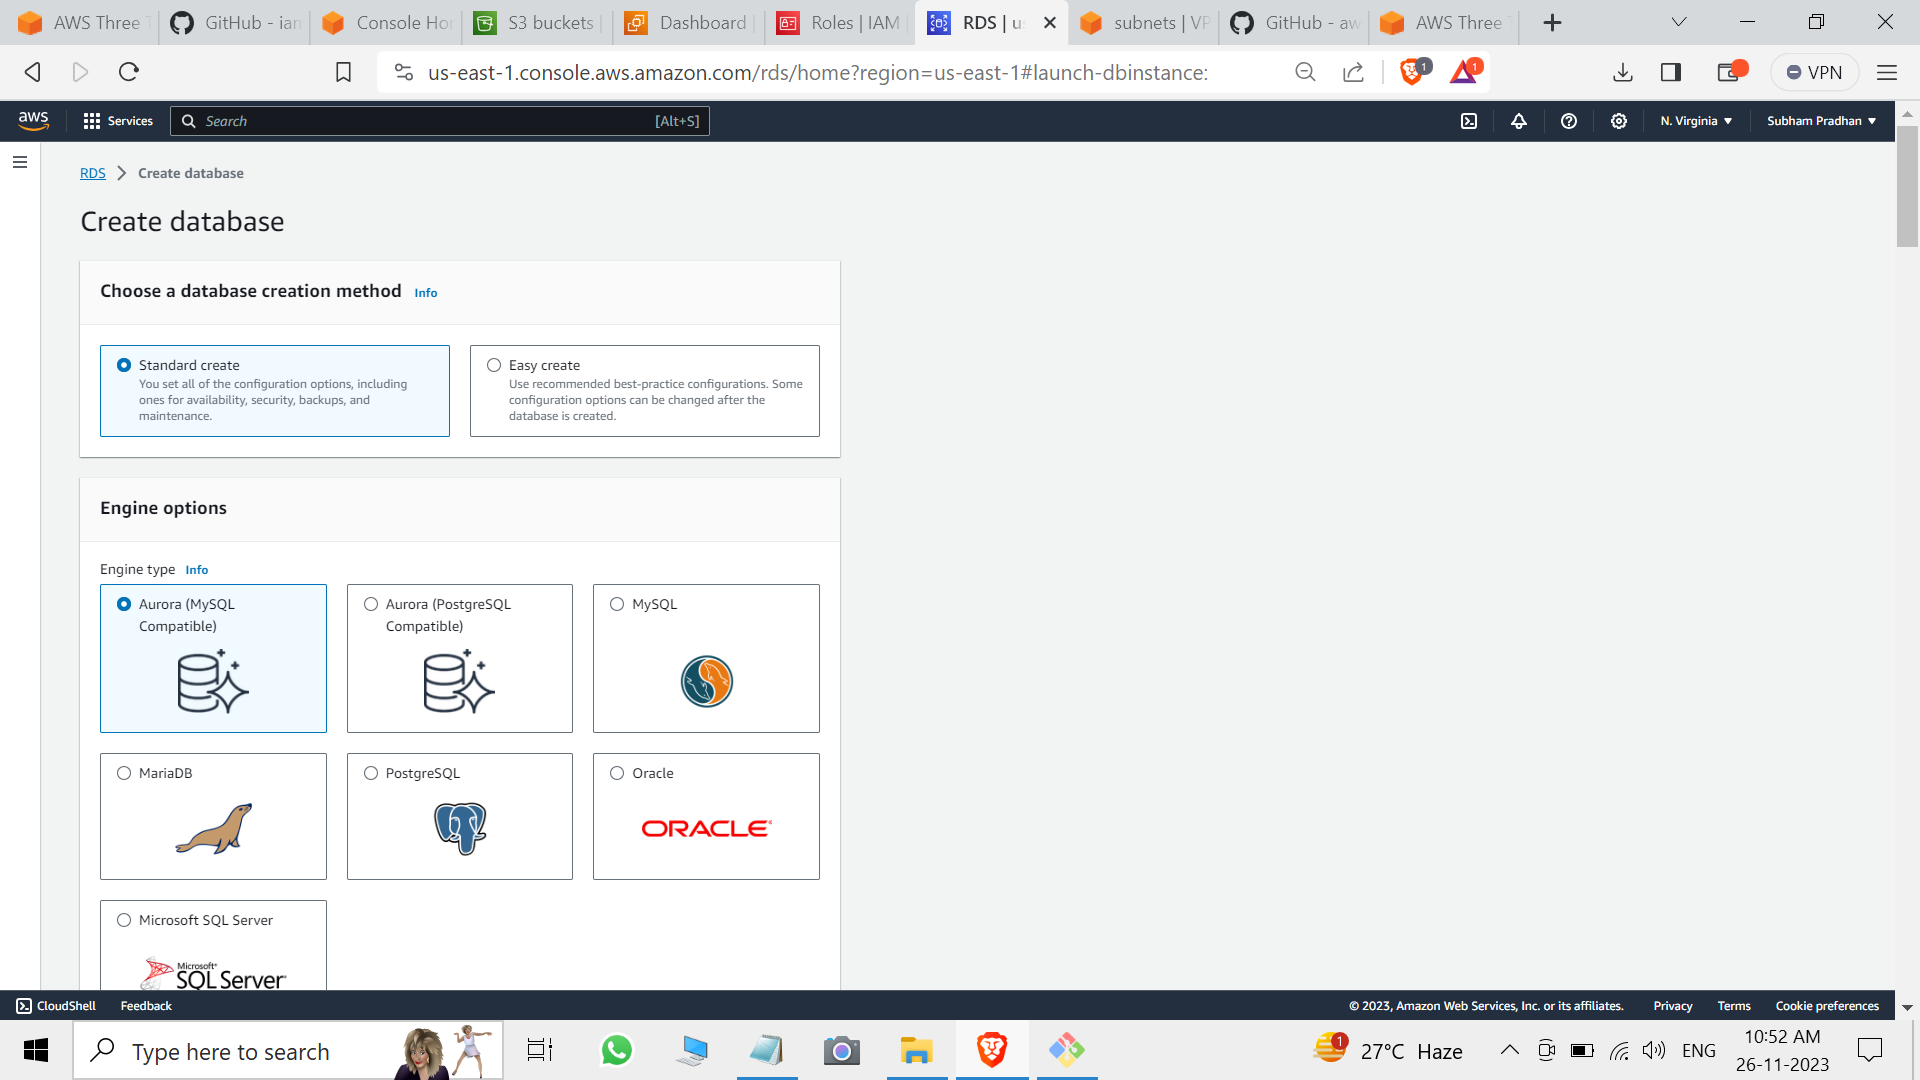 AWS Three T
GitHub - iam
Console Hor
S3 buckets
Dashboard
Roles | IAM
RDS | us
subnets | VP
GitHub - aw
AWS Three T
us-east-1.console.aws.amazon.com/rds/home?region=us-east-1#launch-dbinstance:
1
1
VPN
aws
Services
Search
[Alt+S]
N. Virginia
Subham Pradhan
RDS
Create database
Create database
Choose a database creation method Info
Standard create
You set all of the configuration options, including
ones for availability, security, backups, and
maintenance.
Easy create
Use recommended best-practice configurations. Some
configuration options can be changed after the
database is created.
Engine options
Engine type Info
Aurora (MySQL
Compatible)
Aurora (PostgreSQL
Compatible)
MySQL
MariaDB
PostgreSQL
Oracle
ORACLE
Microsoft SQL Server
Microsoft
SQL Server
CloudShell
Feedback
© 2023, Amazon Web Services, Inc. or its affiliates.
Privacy
Terms
Cookie preferences
Type here to search
1
27°C Haze
ENG
10:52 AM
26-11-2023